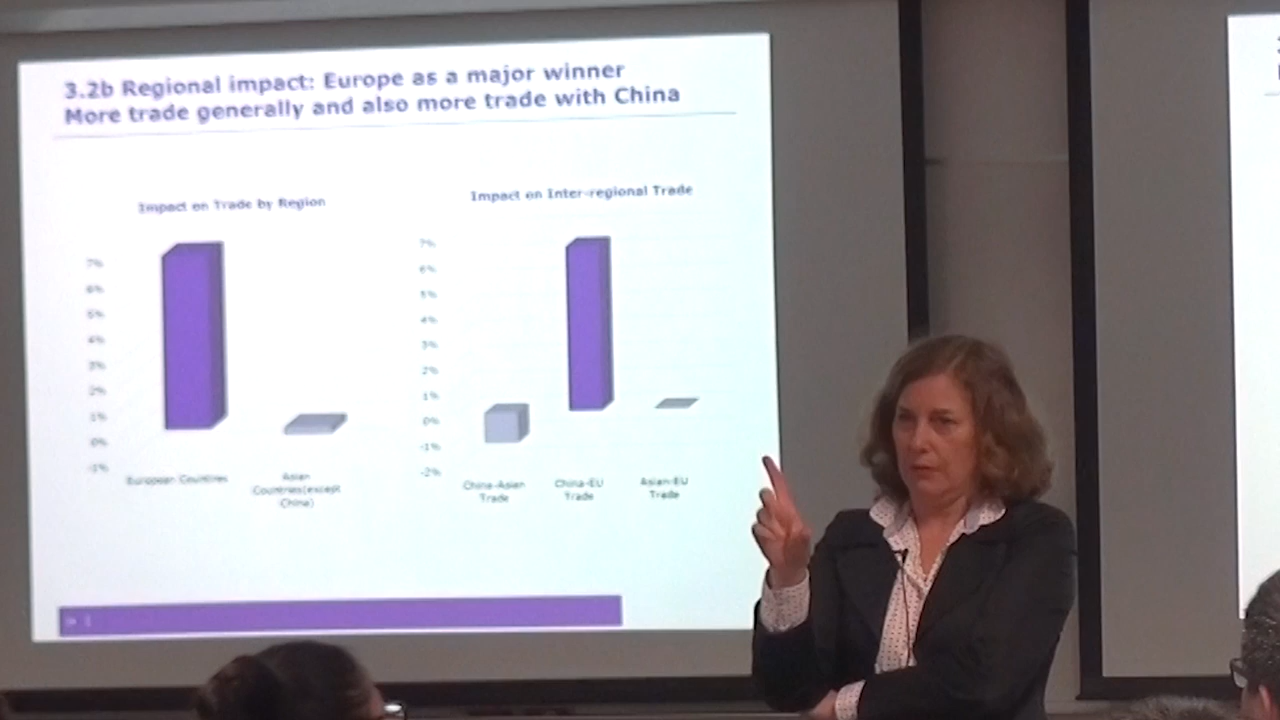 3.2b Regional impact: Europe as a major winner
More trade generally and also more trade with China
Impact on Trade by Region
7%
6%
5%
4%
3%
2%
1%
0%
-1%
European Countries
Asian
Countries(except
China)
Impact on Inter-regional Trade
7%
6%
5%
4%
3%
2%
1%
0%
-1%
-2%
China-Asian
Trade
China-EU
Trade
Asian-EU
Trade